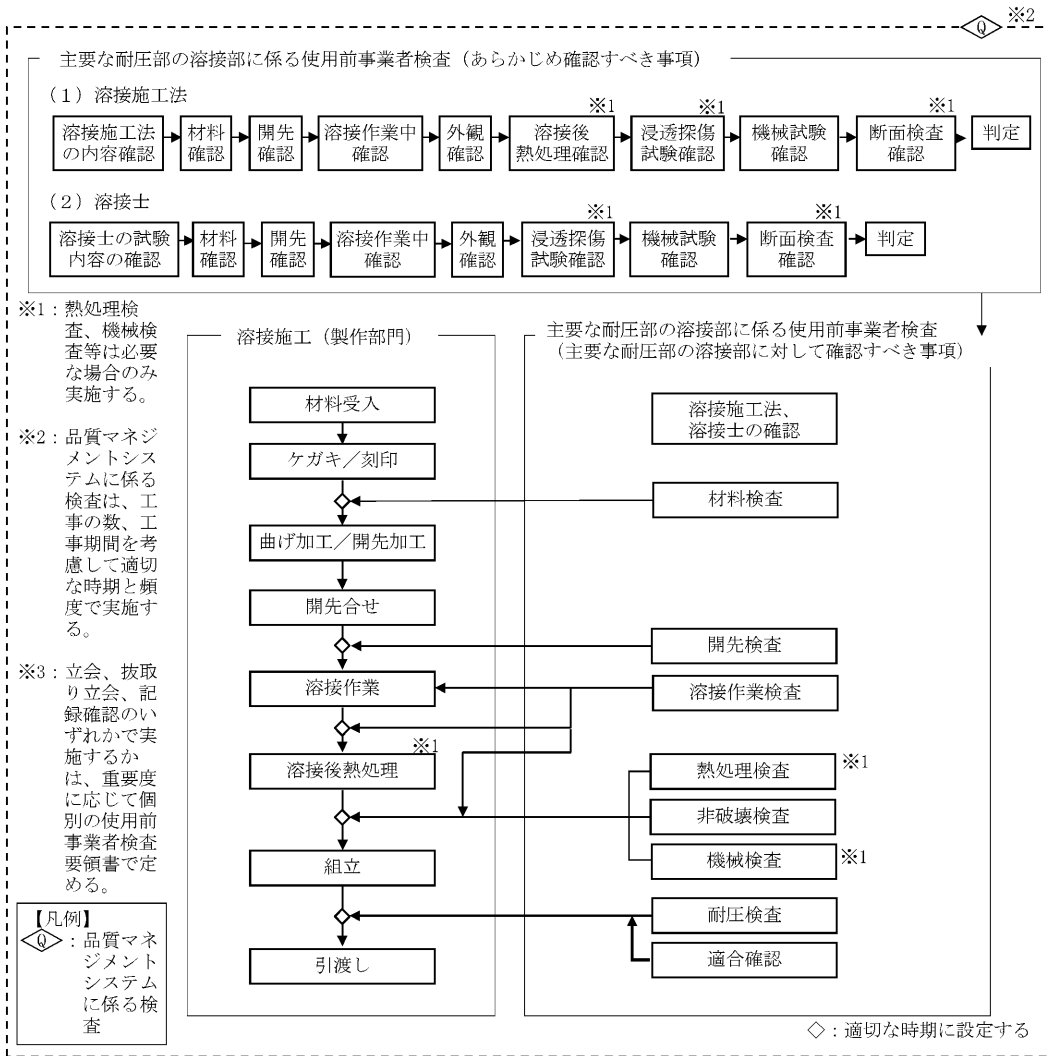 Q ※2
主要な耐圧部の溶接部に係る使用前事業者検査（あらかじめ確認すべき事項）
（１）溶接施工法
溶接施工法
の内容確認
材料
確認
開先
確認
溶接作業中
確認
外観
確認
※1
溶接後
熱処理確認
※1
浸透探傷
試験確認
機械試験
確認
※1
断面検査
確認
判定
（２）溶接士
溶接士の試験
内容の確認
材料
確認
開先
確認
溶接作業中
確認
外観
確認
※1
浸透探傷
試験確認
機械試験
確認
※1
断面検査
確認
判定
※1：熱処理検
査、機械検
査等は必要
な場合のみ
実施する。
※2：品質マネジ
メントシス
テムに係る
検査は、工
事の数、工
事期間を考
慮して適切
な時期と頻
度で実施す
る。
※3：立会、抜取
り立会、記
録確認のい
ずれかで実
施するか
は、重要度
に応じて個
別の使用前
事業者検査
要領書で定
める。
【凡例】
Q：品質マネ
ジメント
システム
に係る検
査
溶接施工（製作部門）
材料受入
ケガキ／刻印
曲げ加工／開先加工
開先合せ
溶接作業
※1
溶接後熱処理
組立
引渡し
主要な耐圧部の溶接部に係る使用前事業者検査
（主要な耐圧部の溶接部に対して確認すべき事項）
溶接施工法、
溶接士の確認
材料検査
開先検査
溶接作業検査
熱処理検査 ※1
非破壊検査
機械検査 ※1
耐圧検査
適合確認
◇：適切な時期に設定する